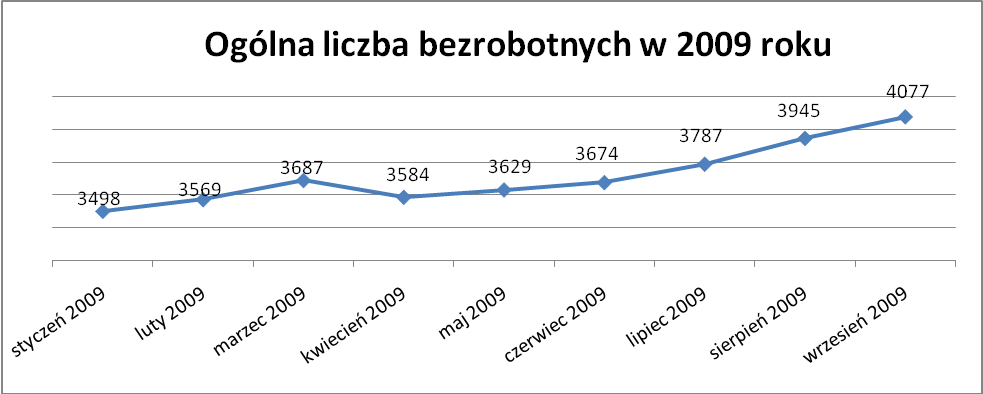 Ogólna liczba bezrobotnych w 2009 roku
3498
3569
3687
3584
3629
3674
3787
3945
4077
styczeń 2009
luty 2009
marzec 2009
kwiecień 2009
maj 2009
czerwiec 2009
lipiec 2009
sierpień 2009
wrzesień 2009